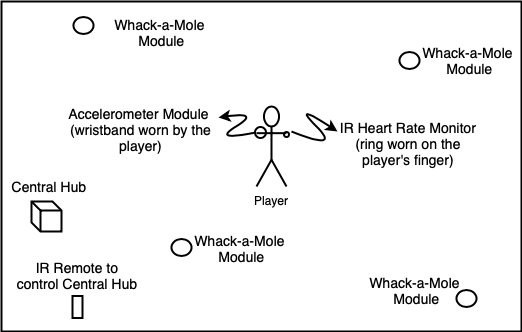 Whack-a-Mole
Module
Whack-a-Mole
Module
Accelerometer Module
(wristband worn by the
player)
IR Heart Rate Monitor
(ring worn on the
player's finger)
Player
Central Hub
Whack-a-Mole
Module
IR Remote to
control Central Hub
Whack-a-Mole
Module